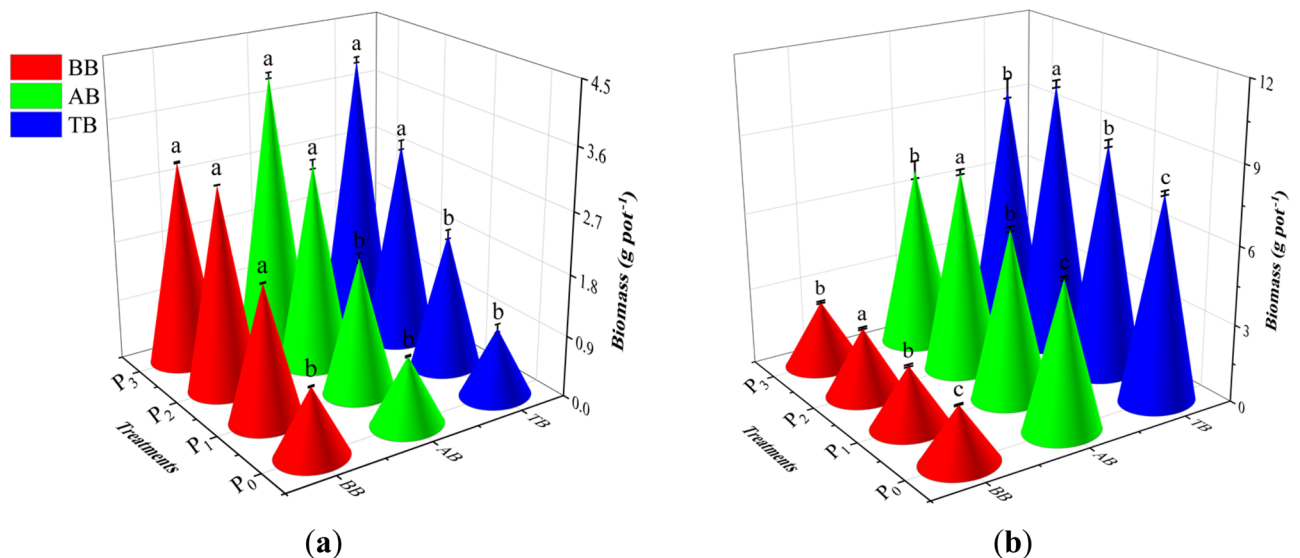 BB
AB
TB
a
a
a
b
a
a
b
b
a
a
b
b
4.5
3.6
2.7
1.8
0.9
0.0
Biomass (g pot⁻¹)
P₃
P₂
P₁
P₀
Treatments
BB
AB
TB
(a)
b
a
b
c
b
a
b
c
b
a
b
c
12
9
6
3
0
Biomass (g pot⁻¹)
P₃
P₂
P₁
P₀
Treatments
BB
AB
TB
(b)